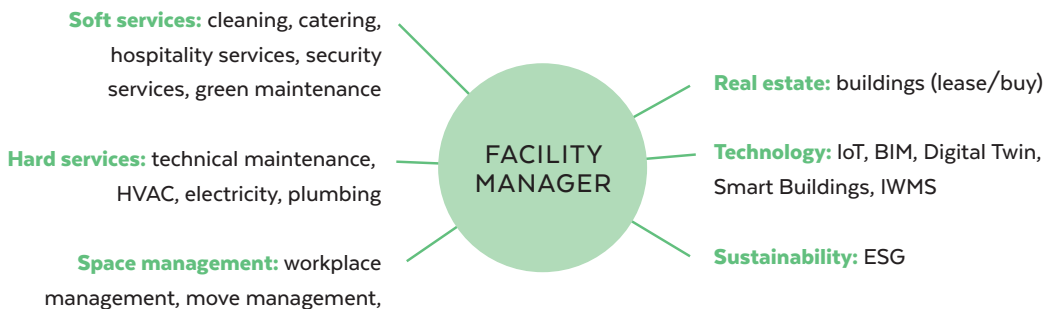 Soft services: cleaning, catering,
hospitality services, security
services, green maintenance
Hard services: technical maintenance,
HVAC, electricity, plumbing
Space management: workplace
management, move management,
FACILITY
MANAGER
Real estate: buildings (lease/buy)
Technology: IoT, BIM, Digital Twin,
Smart Buildings, IWMS
Sustainability: ESG